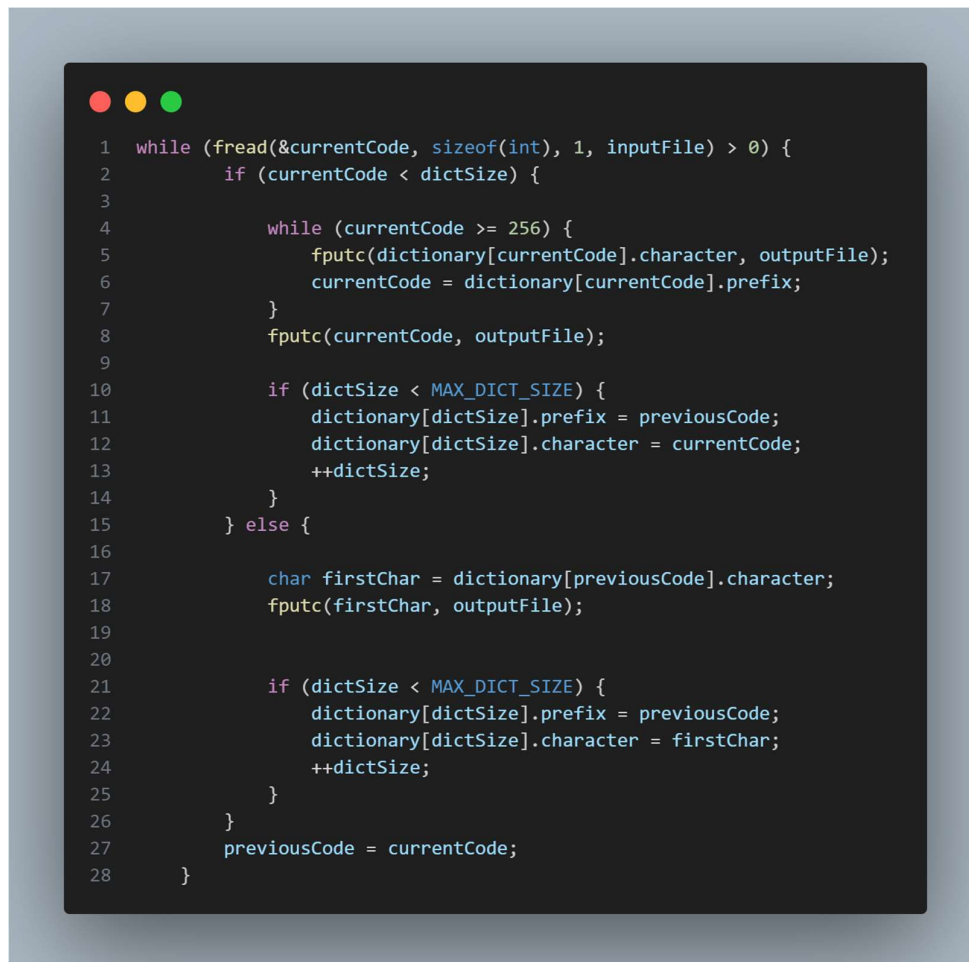 1 while (fread(&currentCode, sizeof(int), 1, inputFile) > 0) {
2         if (currentCode < dictSize) {
3
4             while (currentCode >= 256) {
5                 fputc(dictionary[currentCode].character, outputFile);
6                 currentCode = dictionary[currentCode].prefix;
7             }
8             fputc(currentCode, outputFile);
9
10             if (dictSize < MAX_DICT_SIZE) {
11                 dictionary[dictSize].prefix = previousCode;
12                 dictionary[dictSize].character = currentCode;
13                 ++dictSize;
14             }
15         } else {
16
17             char firstChar = dictionary[previousCode].character;
18             fputc(firstChar, outputFile);
19
20
21             if (dictSize < MAX_DICT_SIZE) {
22                 dictionary[dictSize].prefix = previousCode;
23                 dictionary[dictSize].character = firstChar;
24                 ++dictSize;
25             }
26         }
27         previousCode = currentCode;
28     }